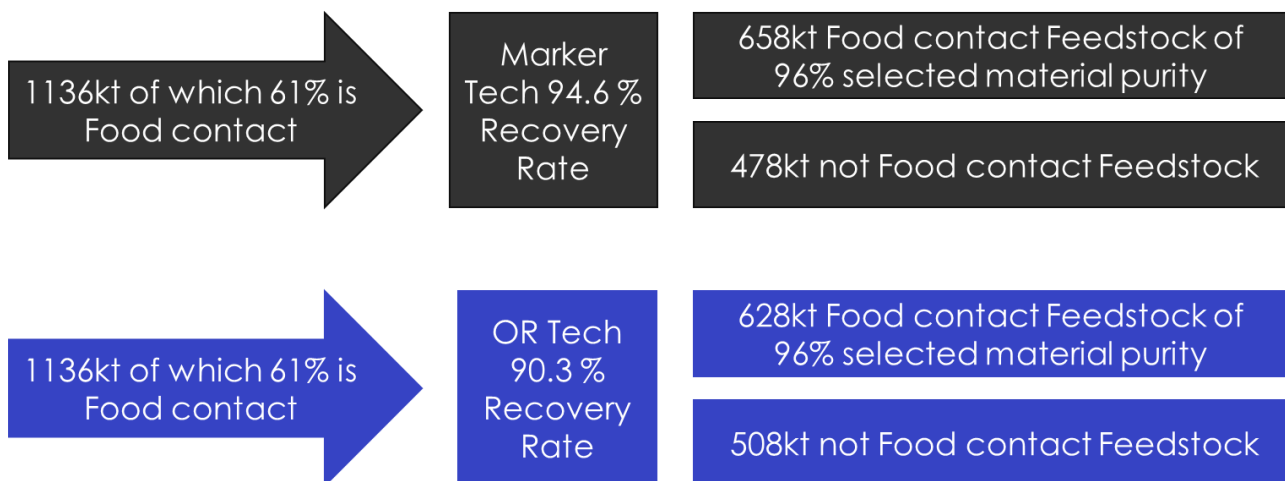 1136kt of which 61% is
Food contact
Marker
Tech 94.6 %
Recovery
Rate
658kt Food contact Feedstock of
96% selected material purity
478kt not Food contact Feedstock
1136kt of which 61% is
Food contact
OR Tech
90.3 %
Recovery
Rate
628kt Food contact Feedstock of
96% selected material purity
508kt not Food contact Feedstock